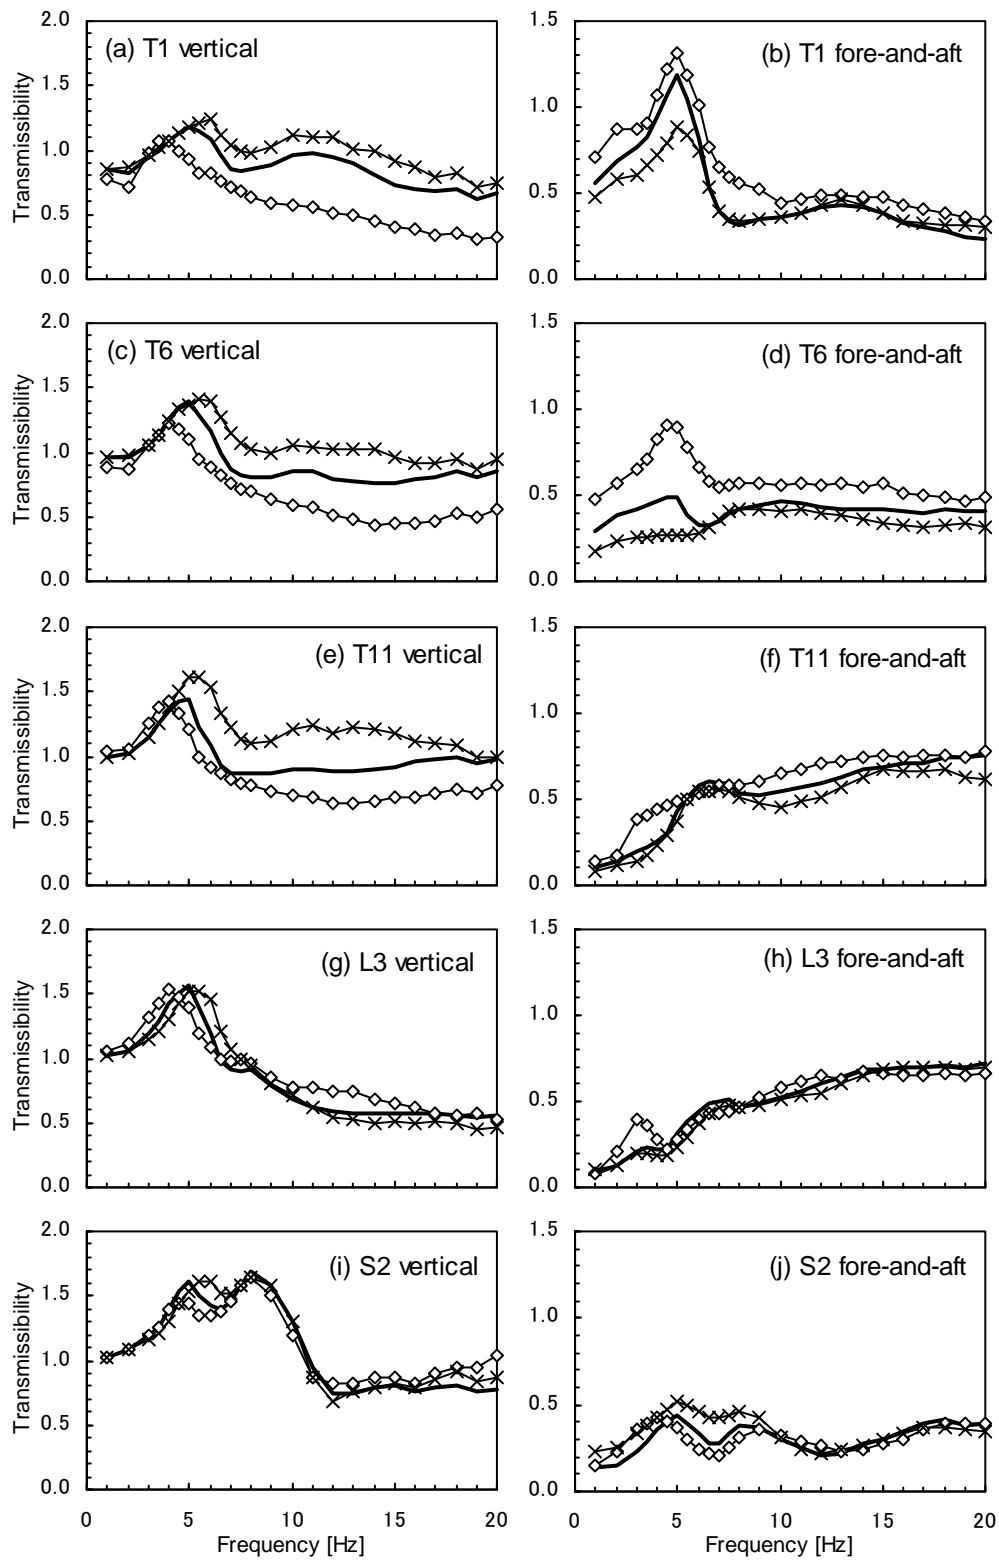 2.0
1.5
1.0
0.5
0.0
Transmissibility
(a) T1 vertical
1.5
1.0
0.5
0.0
(b) T1 fore-and-aft
2.0
1.5
1.0
0.5
0.0
Transmissibility
(c) T6 vertical
1.5
1.0
0.5
0.0
(d) T6 fore-and-aft
2.0
1.5
1.0
0.5
0.0
Transmissibility
(e) T11 vertical
1.5
1.0
0.5
0.0
(f) T11 fore-and-aft
2.0
1.5
1.0
0.5
0.0
Transmissibility
(g) L3 vertical
1.5
1.0
0.5
0.0
(h) L3 fore-and-aft
2.0
1.5
1.0
0.5
0.0
Transmissibility
(i) S2 vertical
0 5 10 15 20
Frequency [Hz]
1.5
1.0
0.5
0.0
(j) S2 fore-and-aft
0 5 10 15 20
Frequency [Hz]